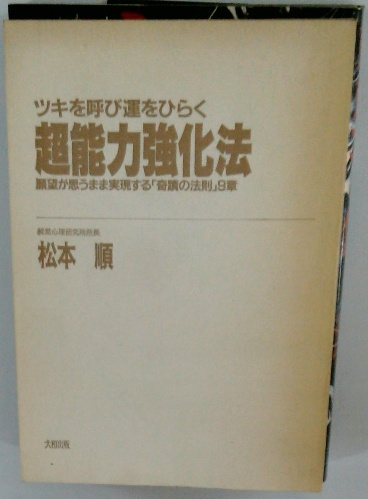 ツキを呼び運をひらく
超能力強化法
願望が思うまま実現する「奇蹟の法則」9章
松本 順
大和出版